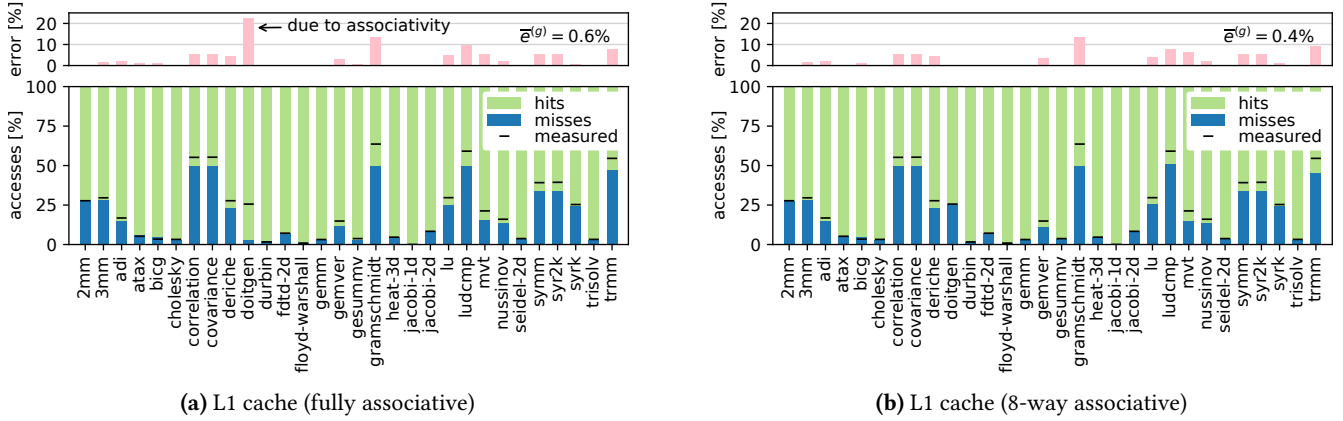 error [%]
20
10
0
due to associativity
e̅⁽ᵍ⁾ = 0.6%
accesses [%]
100
75
50
25
0
hits
misses
measured
2mm
3mm
adi
atax
bicg
cholesky
correlation
covariance
deriche
doitgen
durbin
fdtd-2d
floyd-warshall
gemm
gemver
gesummv
gramschmidt
heat-3d
jacobi-1d
jacobi-2d
lu
ludcmp
mvt
nussinov
seidel-2d
symm
syr2k
syrk
trisolv
trmm
(a) L1 cache (fully associative)
error [%]
20
10
0
e̅⁽ᵍ⁾ = 0.4%
accesses [%]
100
75
50
25
0
hits
misses
measured
2mm
3mm
adi
atax
bicg
cholesky
correlation
covariance
deriche
doitgen
durbin
fdtd-2d
floyd-warshall
gemm
gemver
gesummv
gramschmidt
heat-3d
jacobi-1d
jacobi-2d
lu
ludcmp
mvt
nussinov
seidel-2d
symm
syr2k
syrk
trisolv
trmm
(b) L1 cache (8-way associative)